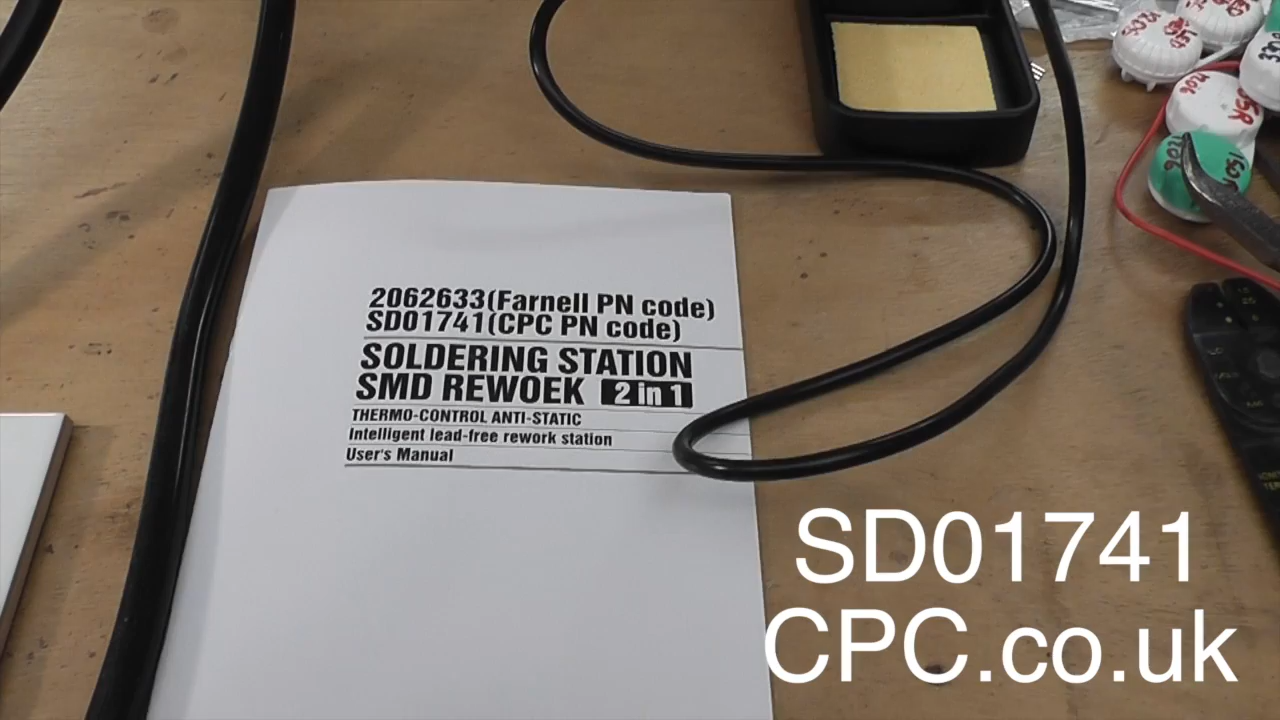 2062633(Farnell PN code)
SD01741(CPC PN code)
SOLDERING STATION
SMD REWOEK 2 in 1
THERMO-CONTROL ANTI-STATIC
Intelligent lead-free rework station
User's Manual
SD01741
CPC.co.uk